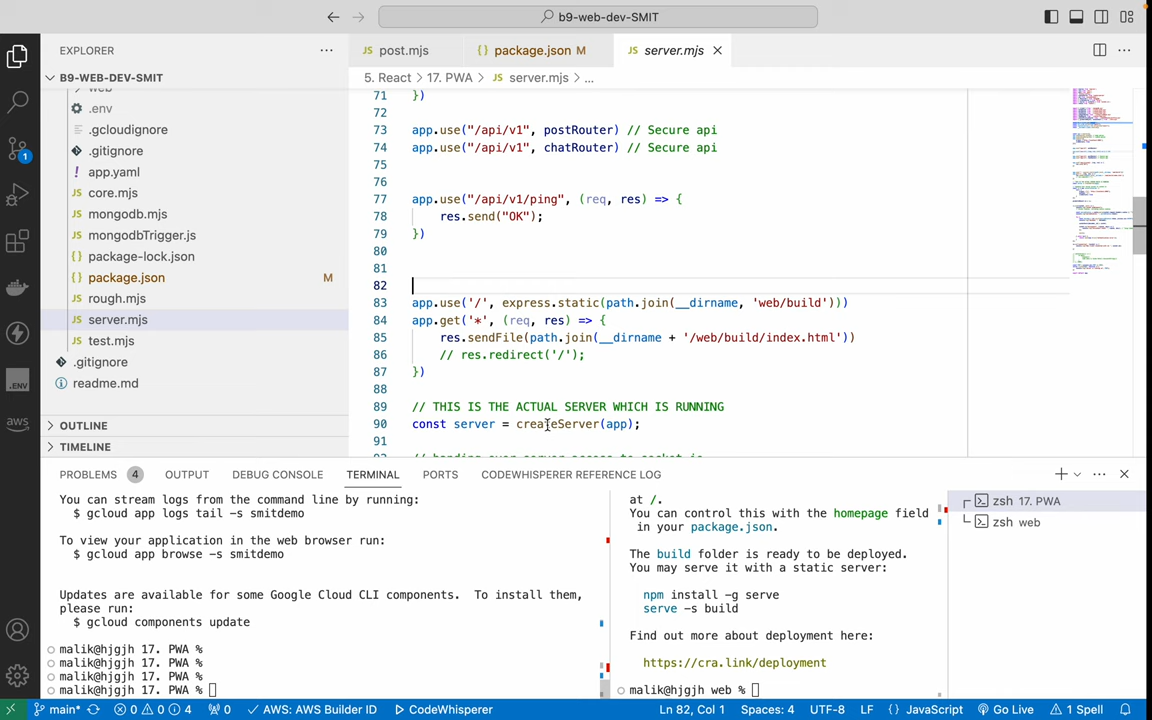 b9-web-dev-SMIT
EXPLORER
B9-WEB-DEV-SMIT
web
.env
.gcloudignore
.gitignore
app.yaml
core.mjs
mongodb.mjs
mongodbTrigger.js
package-lock.json
package.json M
rough.mjs
server.mjs
test.mjs
.gitignore
readme.md
OUTLINE
TIMELINE
post.mjs package.json M server.mjs
5. React > 17. PWA > server.mjs > ...
71 })
72
73 app.use("/api/v1", postRouter) // Secure api
74 app.use("/api/v1", chatRouter) // Secure api
75
76
77 app.use("/api/v1/ping", (req, res) => {
78 res.send("OK");
79 })
80
81
82
83 app.use('/', express.static(path.join(__dirname, 'web/build')))
84 app.get('*', (req, res) => {
85 res.sendFile(path.join(__dirname + '/web/build/index.html'))
86 // res.redirect('/');
87 })
88
89 // THIS IS THE ACTUAL SERVER WHICH IS RUNNING
90 const server = createServer(app);
91
PROBLEMS 4 OUTPUT DEBUG CONSOLE TERMINAL PORTS CODEWHISPERER REFERENCE LOG
You can stream logs from the command line by running:
$ gcloud app logs tail -s smitdemo
To view your application in the web browser run:
$ gcloud app browse -s smitdemo
Updates are available for some Google Cloud CLI components. To install them,
please run:
$ gcloud components update
malik@hjgjh 17. PWA %
malik@hjgjh 17. PWA %
malik@hjgjh 17. PWA %
malik@hjgjh 17. PWA %
at /.
You can control this with the homepage field
in your package.json.
The build folder is ready to be deployed.
You may serve it with a static server:
npm install -g serve
serve -s build
Find out more about deployment here:
https://cra.link/deployment
malik@hjgjh web %
zsh 17. PWA
zsh web
main* 0 0 4 0 AWS: AWS Builder ID CodeWhisperer Ln 82, Col 1 Spaces: 4 UTF-8 LF {} JavaScript Go Live 1 Spell